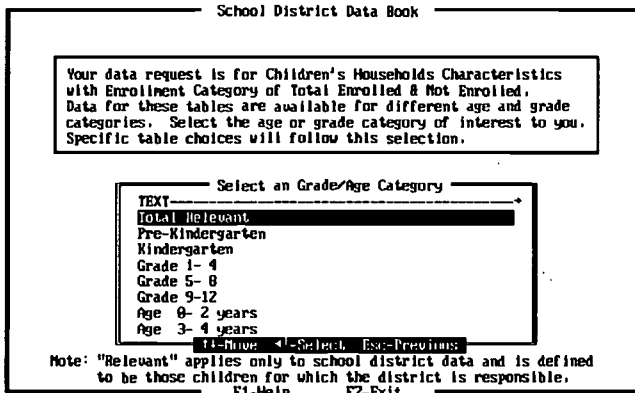 School District Data Book
Your data request is for Children's Households Characteristics
with Enrollment Category of Total Enrolled & Not Enrolled.
Data for these tables are available for different age and grade
categories. Select the age or grade category of interest to you.
Specific table choices will follow this selection.
Select an Grade/Age Category
TEXT
Total Relevant
Pre-Kindergarten
Kindergarten
Grade 1- 4
Grade 5- 8
Grade 9-12
Age 0- 2 years
Age 3- 4 years
↑↓-Move ◄┘-Select Esc-Previous
Note: "Relevant" applies only to school district data and is defined
to be those children for which the district is responsible.
F1-Help F2-Exit